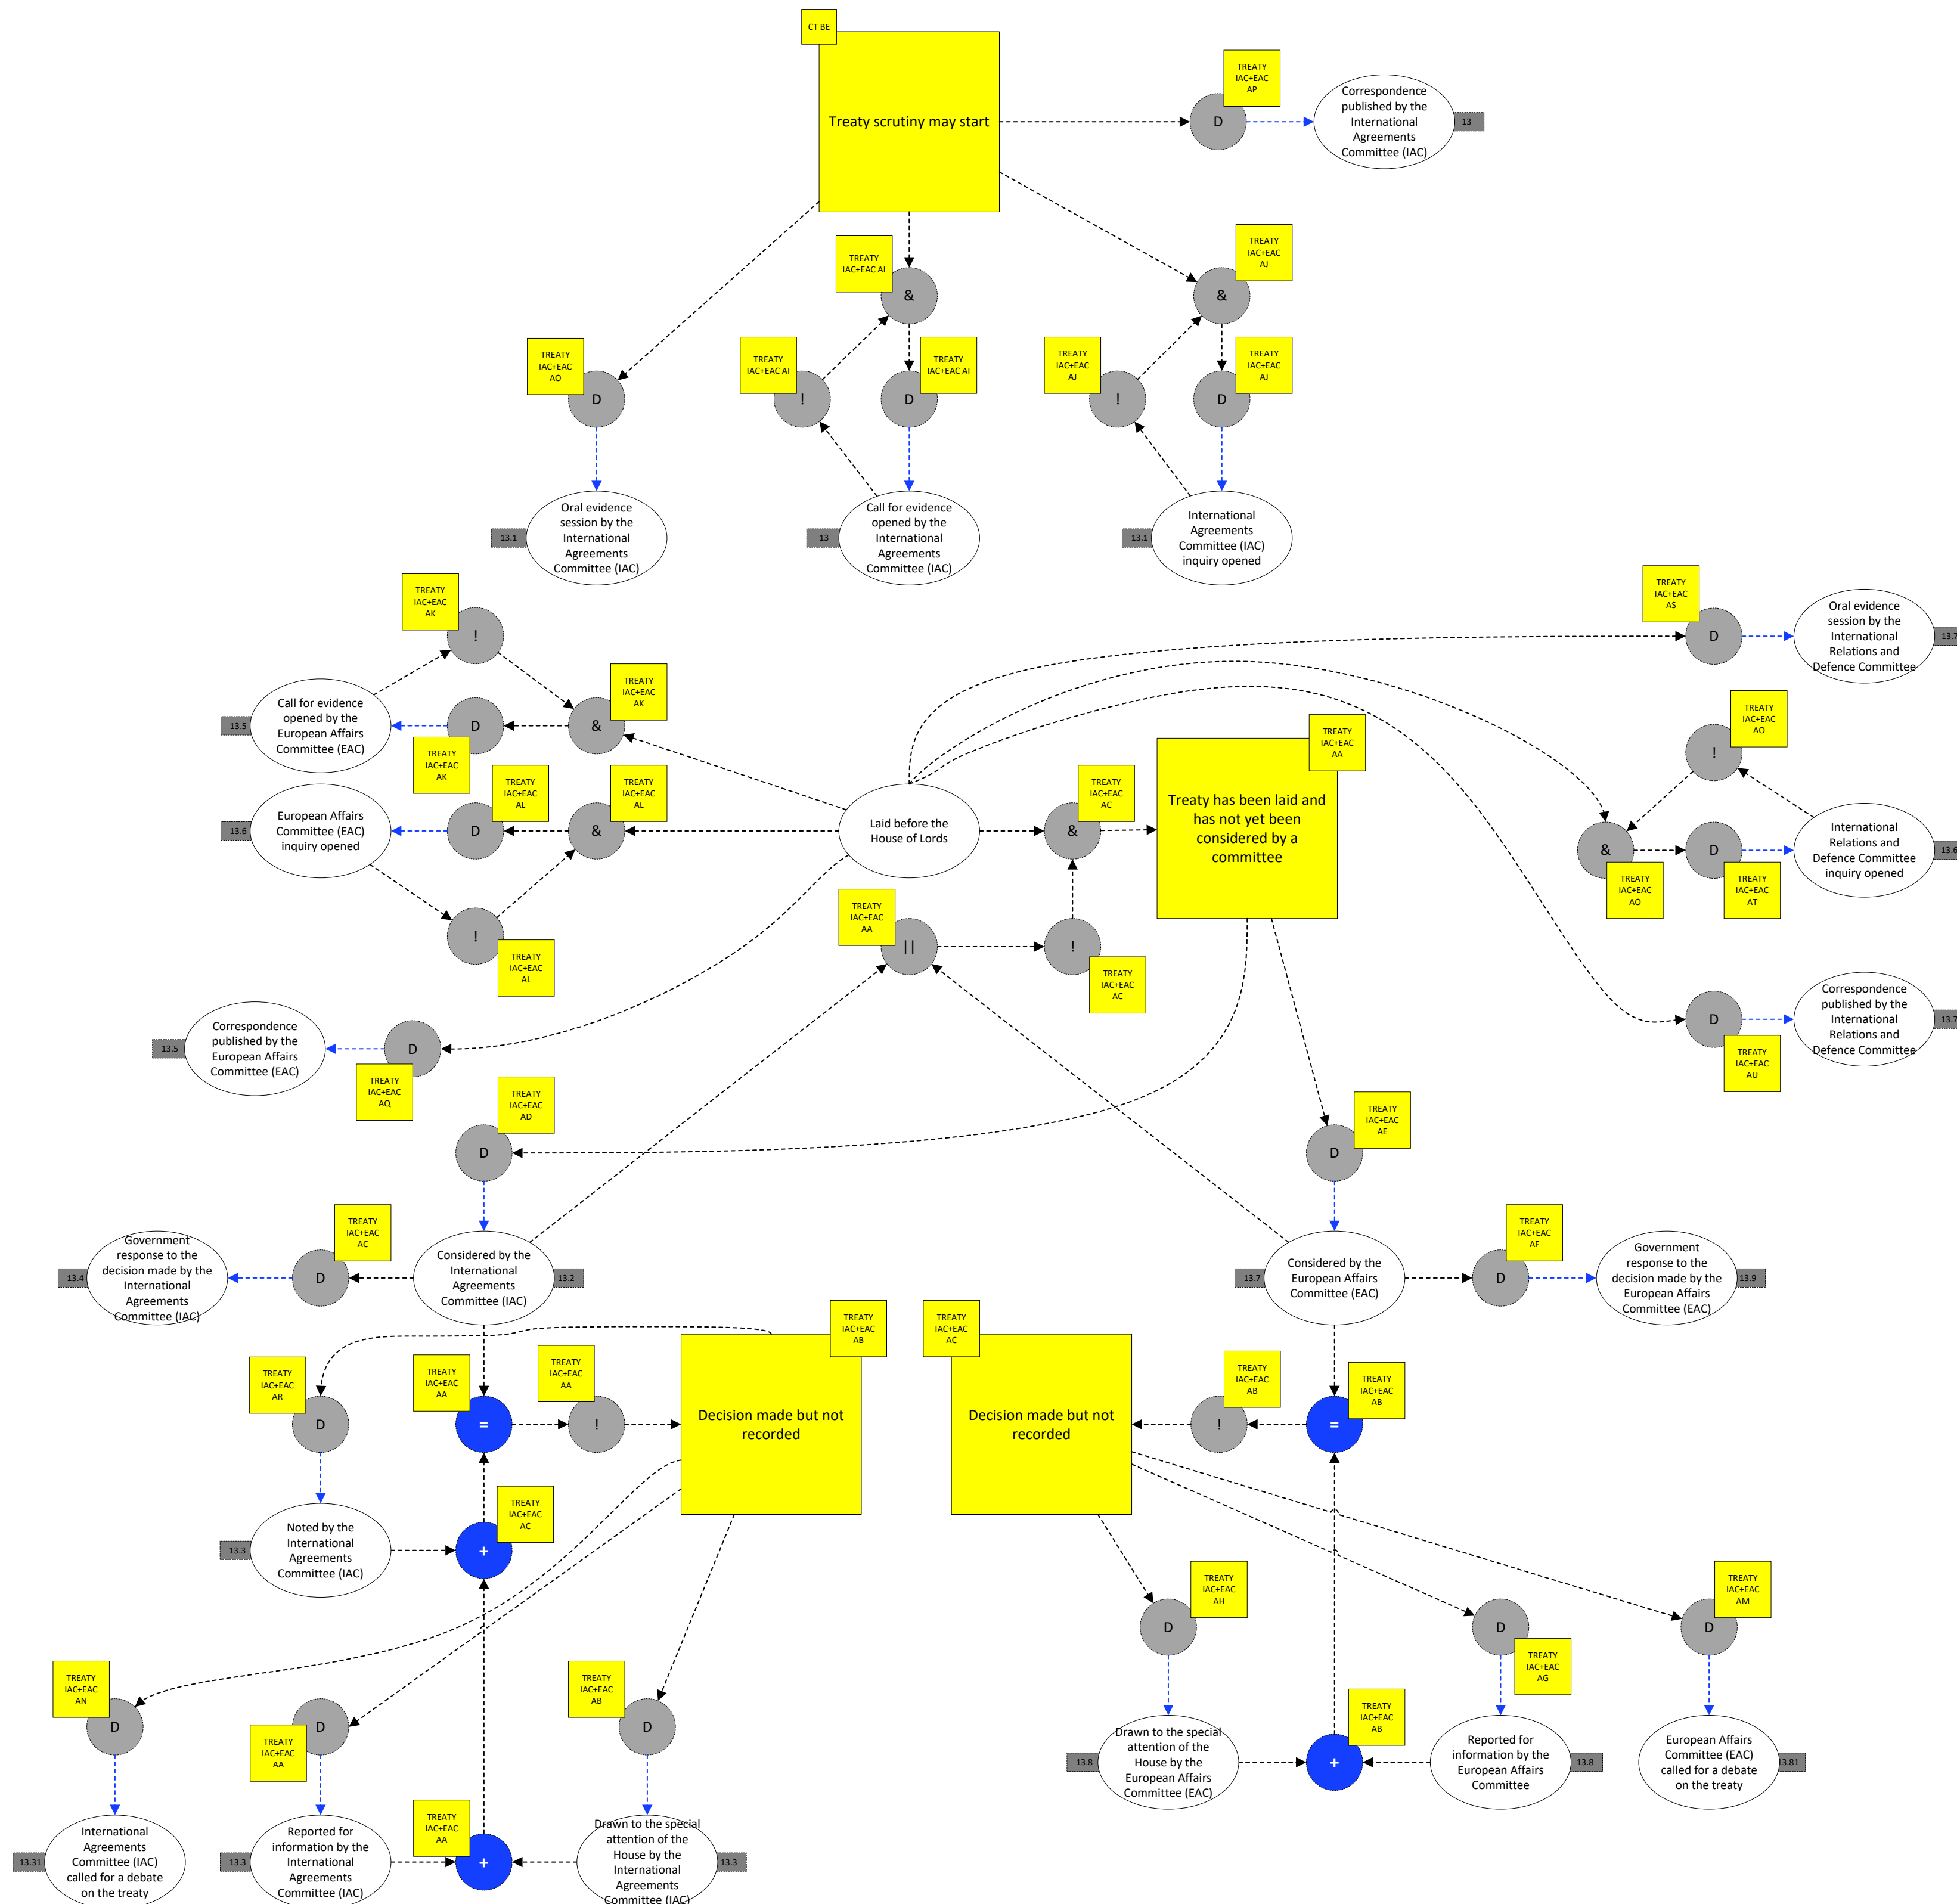 CT BE
Treaty scrutiny may start
TREATY
IAC+EAC
AP
D
Correspondence
published by the
International
Agreements
Committee (IAC)
13
TREATY
IAC+EAC AI
&
TREATY
IAC+EAC
AJ
&
TREATY
IAC+EAC
AO
D
TREATY
IAC+EAC AI
!
TREATY
IAC+EAC AI
D
TREATY
IAC+EAC
AJ
!
TREATY
IAC+EAC
AJ
D
13.1
Oral evidence
session by the
International
Agreements
Committee (IAC)
13
Call for evidence
opened by the
International
Agreements
Committee (IAC)
13.1
International
Agreements
Committee (IAC)
inquiry opened
TREATY
IAC+EAC
AK
!
TREATY
IAC+EAC
AS
D
Oral evidence
session by the
International
Relations and
Defence Committee
13.7
13.5
Call for evidence
opened by the
European Affairs
Committee (EAC)
D
TREATY
IAC+EAC
AK
TREATY
IAC+EAC
AK
&
13.6
European Affairs
Committee (EAC)
inquiry opened
TREATY
IAC+EAC
AL
D
TREATY
IAC+EAC
AL
&
!
TREATY
IAC+EAC
AL
Laid before the
House of Lords
TREATY
IAC+EAC
AC
&
TREATY
IAC+EAC
AA
Treaty has been laid and
has not yet been
considered by a
committee
TREATY
IAC+EAC
AO
!
&
TREATY
IAC+EAC
AO
D
TREATY
IAC+EAC
AT
International
Relations and
Defence Committee
inquiry opened
13.6
TREATY
IAC+EAC
AA
||
!
TREATY
IAC+EAC
AC
13.5
Correspondence
published by the
European Affairs
Committee (EAC)
D
TREATY
IAC+EAC
AQ
D
TREATY
IAC+EAC
AU
Correspondence
published by the
International
Relations and
Defence Committee
13.7
TREATY
IAC+EAC
AD
D
TREATY
IAC+EAC
AE
D
13.4
Government
response to the
decision made by the
International
Agreements
Committee (IAC)
TREATY
IAC+EAC
AC
D
Considered by the
International
Agreements
Committee (IAC)
13.2
13.7
Considered by the
European Affairs
Committee (EAC)
TREATY
IAC+EAC
AF
D
Government
response to the
decision made by the
European Affairs
Committee (EAC)
13.9
TREATY
IAC+EAC
AR
D
TREATY
IAC+EAC
AA
=
TREATY
IAC+EAC
AA
!
TREATY
IAC+EAC
AB
Decision made but not
recorded
TREATY
IAC+EAC
AC
Decision made but not
recorded
TREATY
IAC+EAC
AB
!
TREATY
IAC+EAC
AB
=
13.3
Noted by the
International
Agreements
Committee (IAC)
TREATY
IAC+EAC
AC
+
TREATY
IAC+EAC
AH
D
D
TREATY
IAC+EAC
AG
TREATY
IAC+EAC
AM
D
TREATY
IAC+EAC
AN
D
D
TREATY
IAC+EAC
AA
TREATY
IAC+EAC
AB
D
13.8
Drawn to the special
attention of the
House by the
European Affairs
Committee (EAC)
TREATY
IAC+EAC
AB
+
Reported for
information by the
European Affairs
Committee
13.8
European Affairs
Committee (EAC)
called for a debate
on the treaty
13.81
13.31
International
Agreements
Committee (IAC)
called for a debate
on the treaty
13.3
Reported for
information by the
International
Agreements
Committee (IAC)
TREATY
IAC+EAC
AA
+
Drawn to the special
attention of the
House by the
International
Agreements
Committee (IAC)
13.3